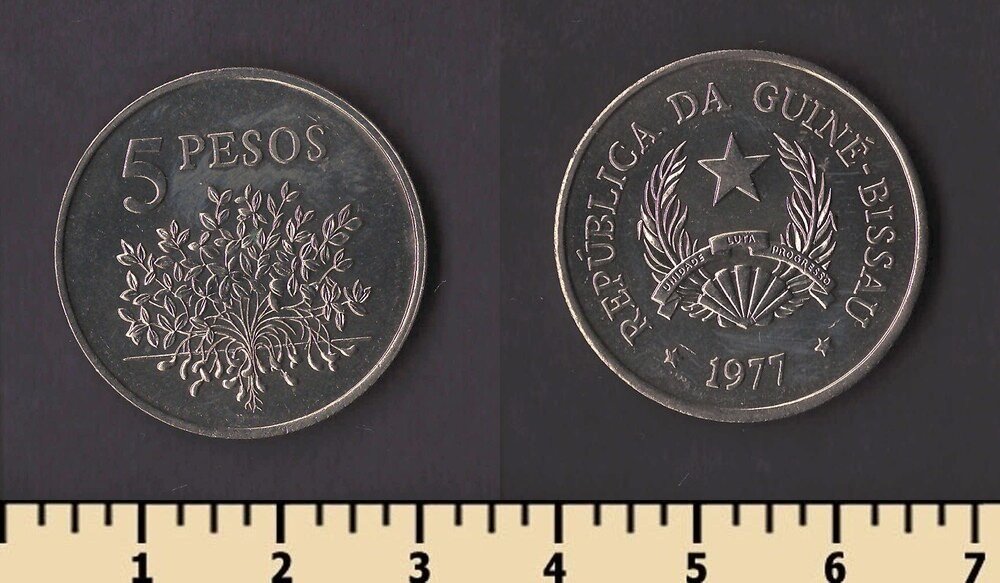 5 PESOS
REPÚBLICA DA GUINÉ-BISSAU
UNIDADE LUTA PROGRESSO
1977
1 2 3 4 5 6 7